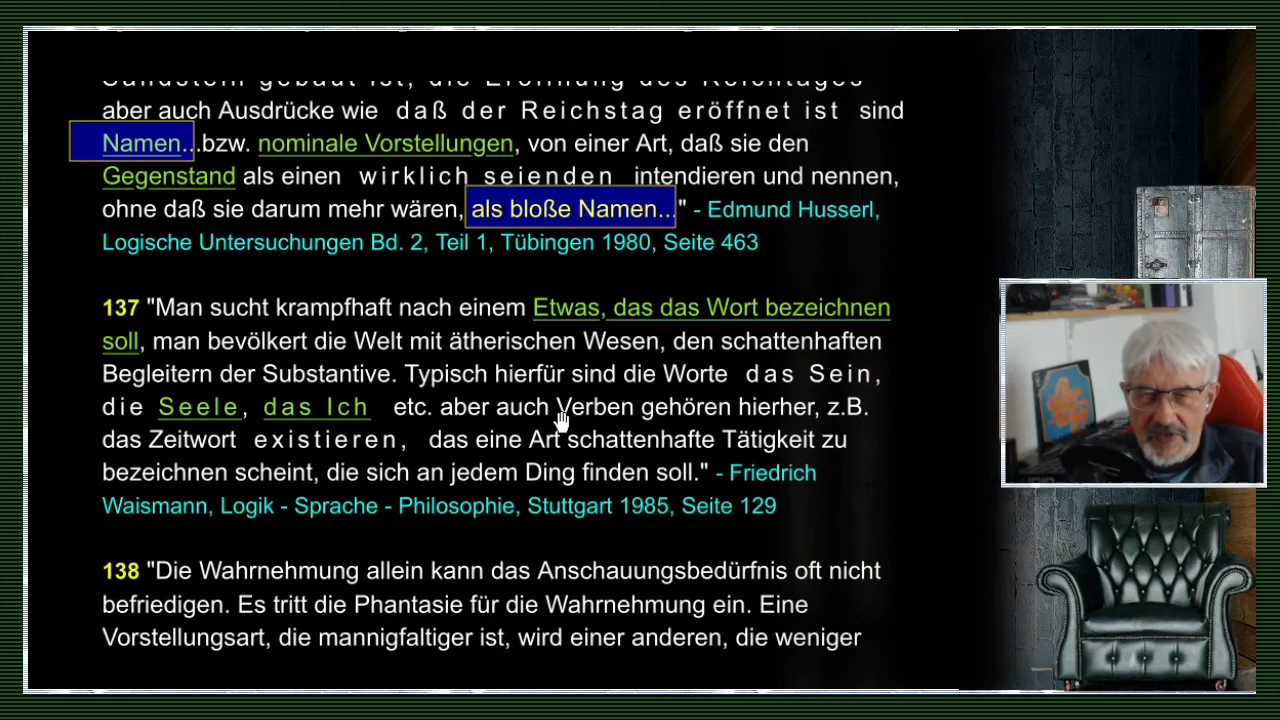 aber auch Ausdrücke wie daß der Reichstag eröffnet ist sind
Namen...bzw. nominale Vorstellungen, von einer Art, daß sie den
Gegenstand als einen wirklich seienden intendieren und nennen,
ohne daß sie darum mehr wären, als bloße Namen..." - Edmund Husserl,
Logische Untersuchungen Bd. 2, Teil 1, Tübingen 1980, Seite 463
137 "Man sucht krampfhaft nach einem Etwas, das das Wort bezeichnen
soll, man bevölkert die Welt mit ätherischen Wesen, den schattenhaften
Begleitern der Substantive. Typisch hierfür sind die Worte das Sein,
die Seele, das Ich etc. aber auch Verben gehören hierher, z.B.
das Zeitwort existieren, das eine Art schattenhafte Tätigkeit zu
bezeichnen scheint, die sich an jedem Ding finden soll." - Friedrich
Waismann, Logik - Sprache - Philosophie, Stuttgart 1985, Seite 129
138 "Die Wahrnehmung allein kann das Anschauungsbedürfnis oft nicht
befriedigen. Es tritt die Phantasie für die Wahrnehmung ein. Eine
Vorstellungsart, die mannigfaltiger ist, wird einer anderen, die weniger